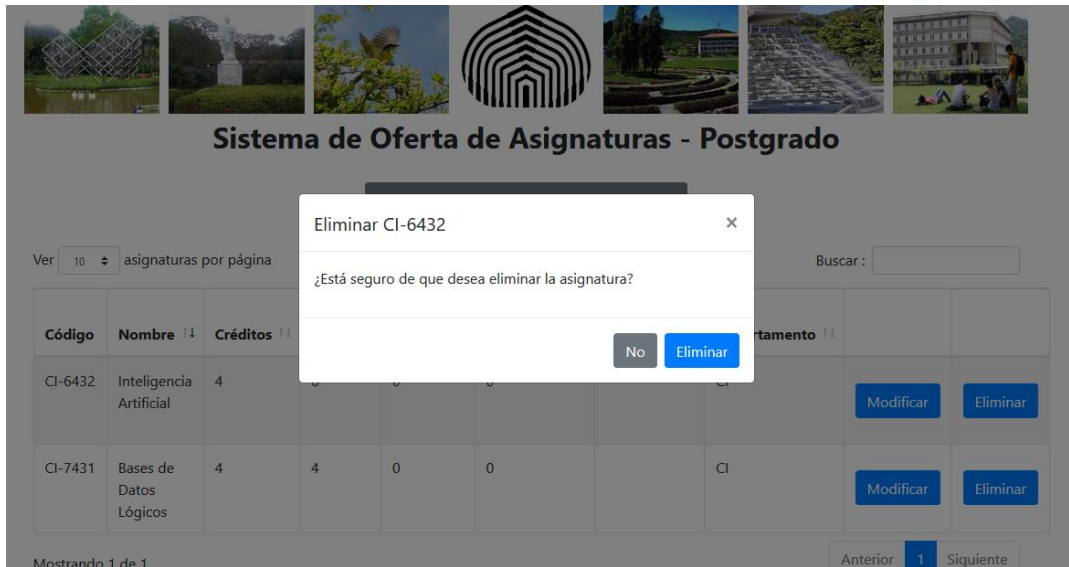 Sistema de Oferta de Asignaturas - Postgrado
Eliminar CI-6432 ×
¿Está seguro de que desea eliminar la asignatura?
No Eliminar
Ver 10 asignaturas por página Buscar :
Código Nombre Créditos rtamento
CI-6432 Inteligencia Artificial 4 0 0 0 CI Modificar Eliminar
CI-7431 Bases de Datos Lógicos 4 4 0 0 CI Modificar Eliminar
Mostrando 1 de 1 Anterior 1 Siguiente